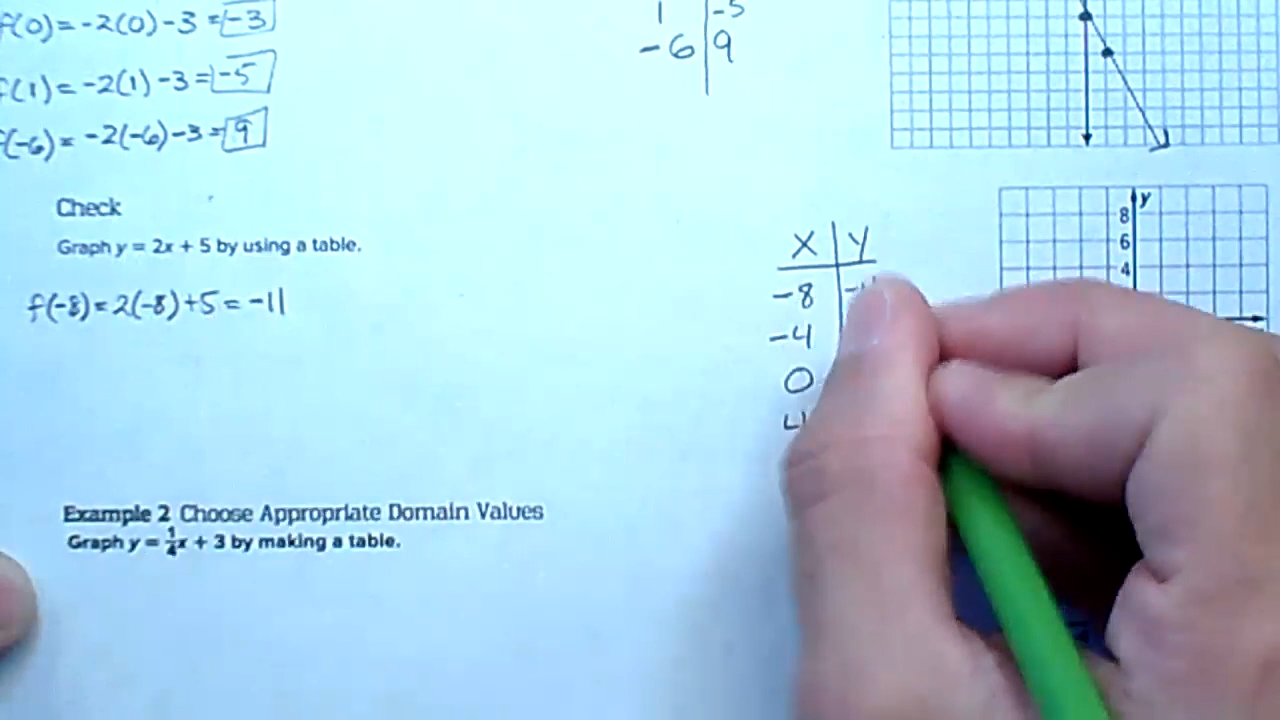 f(0) = -2(0) - 3 = -3
f(1) = -2(1) - 3 = -5
f(-6) = -2(-6) - 3 = 9
1 | -5
-6 | 9
Check
Graph y = 2x + 5 by using a table.
f(-8) = 2(-8) + 5 = -11
X | Y
-8 | -11
-4
0
4
y
8
6
4
Example 2 Choose Appropriate Domain Values
Graph y = 1/4x + 3 by making a table.